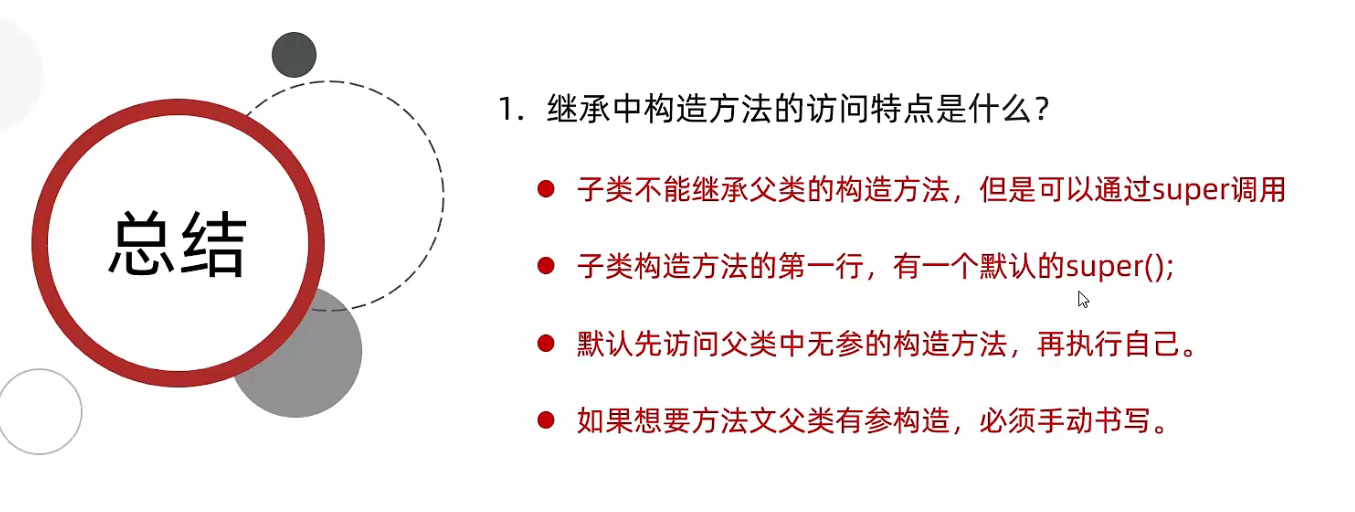 总结
1. 继承中构造方法的访问特点是什么？
● 子类不能继承父类的构造方法，但是可以通过super调用
● 子类构造方法的第一行，有一个默认的super();
● 默认先访问父类中无参的构造方法，再执行自己。
● 如果想要方法文父类有参构造，必须手动书写。